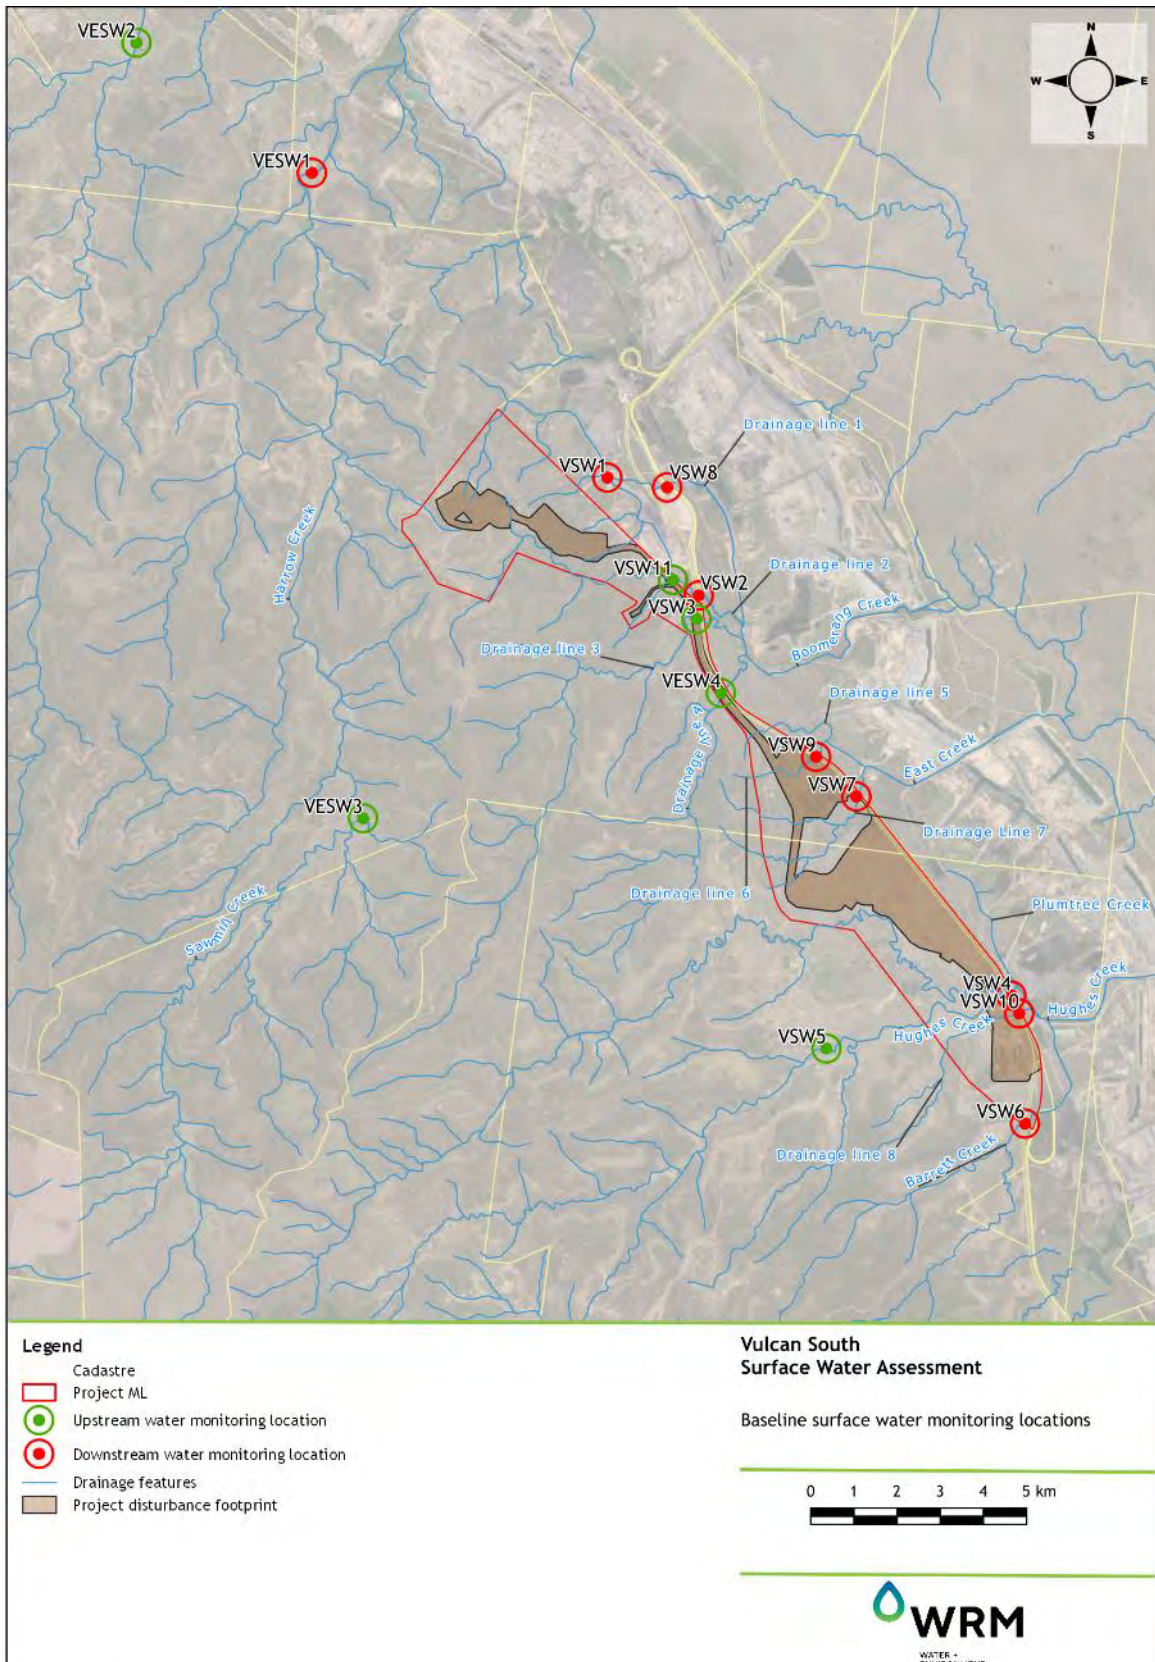 VESW2
N
W
E
S
VESW1
Drainage line 1
VSW1
VSW8
Harrow Creek
VSW11
Drainage line 2
VSW2
VSW3
Boomerang Creek
Drainage line 3
VESW4
Drainage line 5
Drainage line 4
VSW9
East Creek
VSW7
VESW3
Drainage Line 7
Drainage line 6
Sawmill Creek
Plumtree Creek
VSW4
VSW10
Hughes Creek
Hughes Creek
VSW5
VSW6
Drainage line 8
Barrett Creek
Legend
Cadastre
Project ML
Upstream water monitoring location
Downstream water monitoring location
Drainage features
Project disturbance footprint
Vulcan South
Surface Water Assessment
Baseline surface water monitoring locations
0 1 2 3 4 5 km
WRM
WATER +